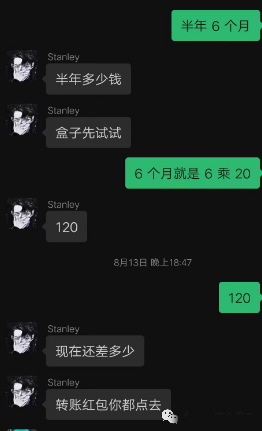 半年 6 个月
Stanley
半年多少钱
Stanley
盒子先试试
6 个月就是 6 乘 20
Stanley
120
8月13日 晚上18:47
120
Stanley
现在还差多少
Stanley
转账红包你都点去